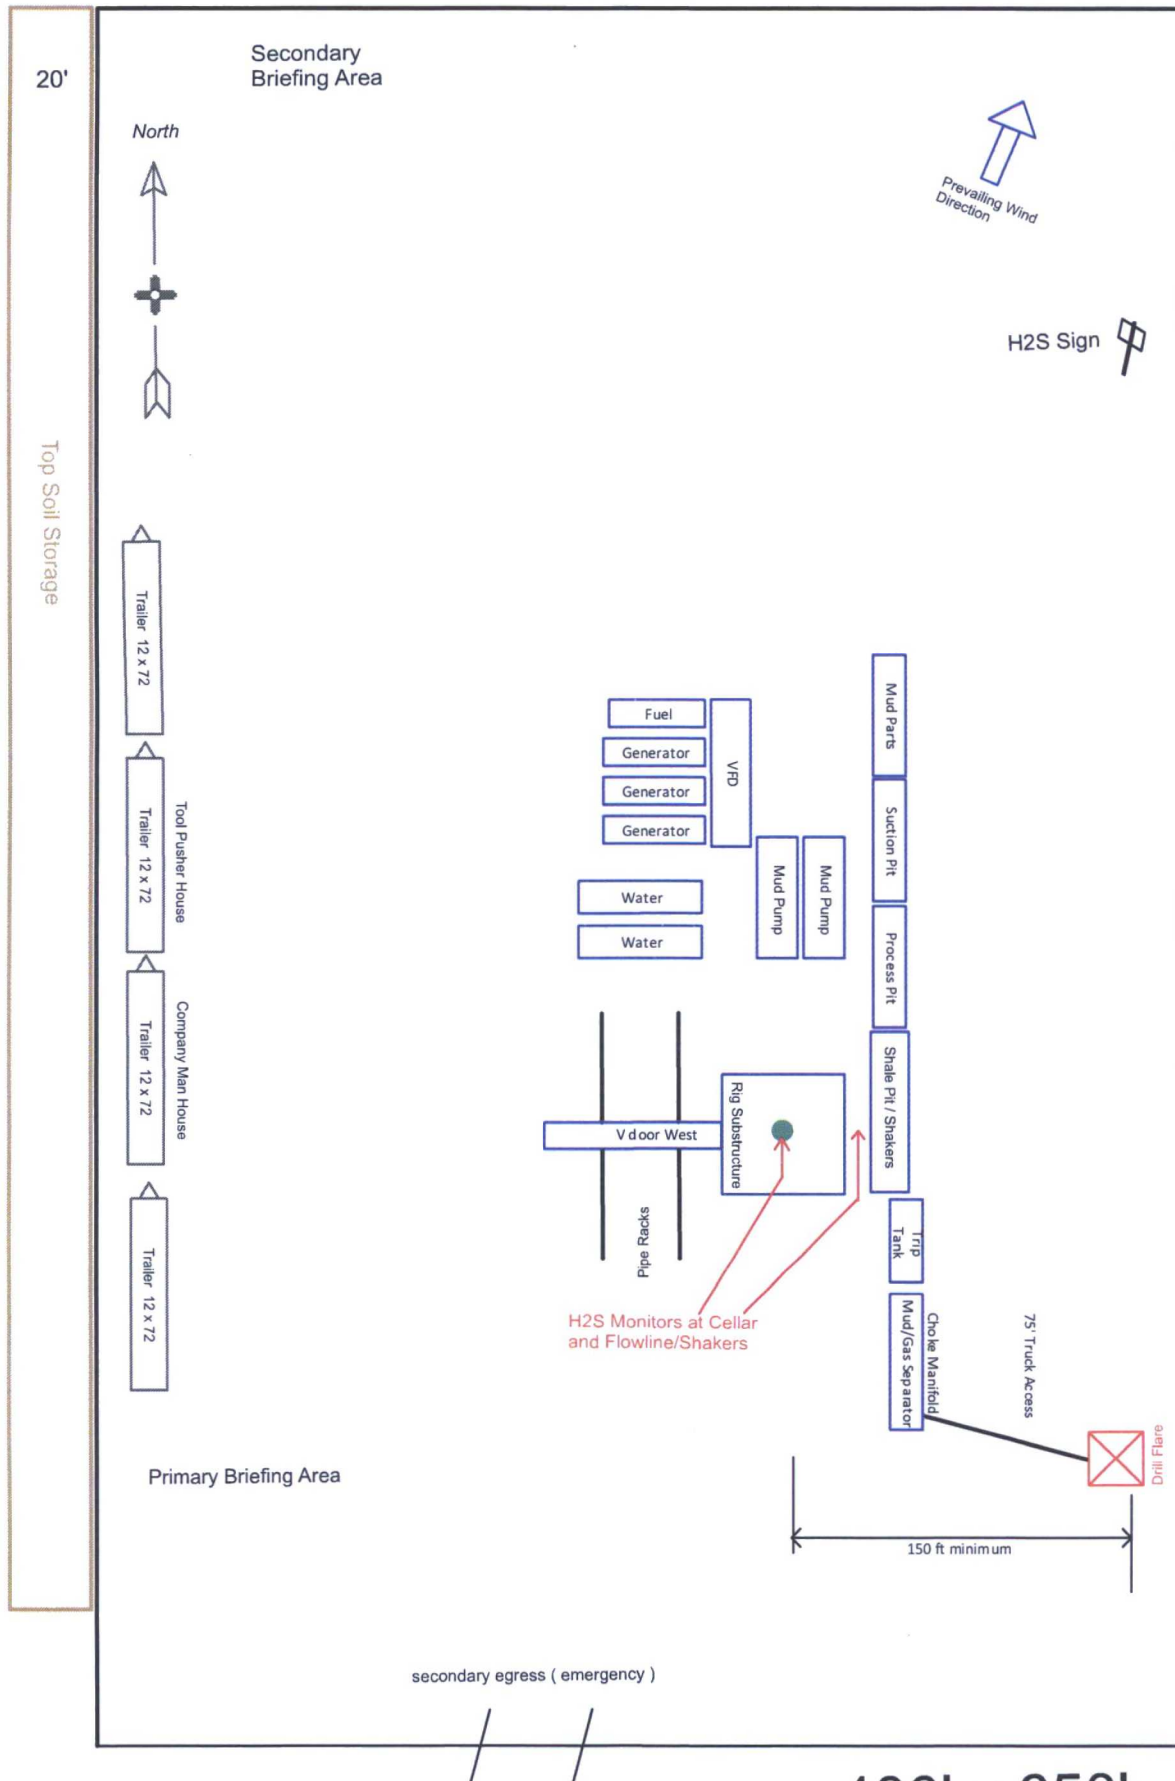 20'
Secondary
Briefing Area
North
Prevailing Wind
Direction
H2S Sign
Top Soil Storage
Trailer 12 x 72
Trailer 12 x 72
Tool Pusher House
Trailer 12 x 72
Company Man House
Trailer 12 x 72
Fuel
Generator
Generator
Generator
VFD
Water
Water
Mud Pump
Mud Pump
Mud Parts
Suction Pit
Process Pit
Shale Pit / Shakers
Rig Substructure
V door West
Pipe Racks
Trip
Tank
H2S Monitors at Cellar
and Flowline/Shakers
Mud/Gas Separator
Choke Manifold
75' Truck Access
Drill Flare
Primary Briefing Area
150 ft minimum
secondary egress ( emergency )